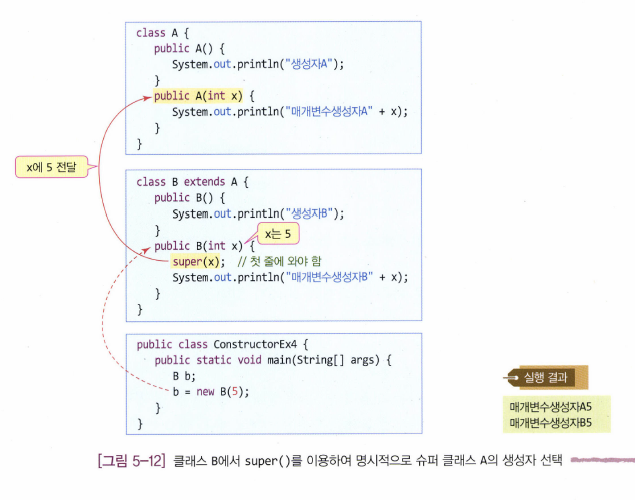 class A {
public A() {
System.out.println("생성자A");
}
public A(int x) {
System.out.println("매개변수생성자A" + x);
}
}
x에 5 전달
class B extends A {
public B() {
System.out.println("생성자B");
}
x는 5
public B(int x) {
super(x); // 첫 줄에 와야 함
System.out.println("매개변수생성자B" + x);
}
}
public class ConstructorEx4 {
public static void main(String[] args) {
B b;
b = new B(5);
}
}
실행 결과
매개변수생성자A5
매개변수생성자B5
[그림 5-12] 클래스 B에서 super()를 이용하여 명시적으로 슈퍼 클래스 A의 생성자 선택